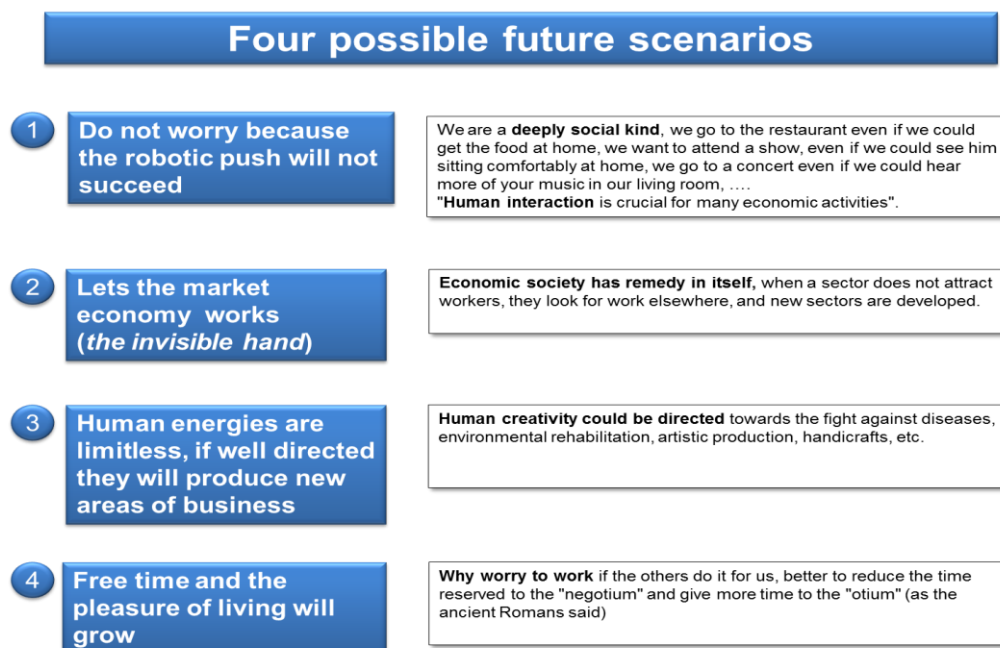 Four possible future scenarios
1
Do not worry because
the robotic push will not
succeed
We are a deeply social kind, we go to the restaurant even if we could
get the food at home, we want to attend a show, even if we could see him
sitting comfortably at home, we go to a concert even if we could hear
more of your music in our living room, ….
"Human interaction is crucial for many economic activities".
2
Lets the market
economy works
(the invisible hand)
Economic society has remedy in itself, when a sector does not attract
workers, they look for work elsewhere, and new sectors are developed.
3
Human energies are
limitless, if well directed
they will produce new
areas of business
Human creativity could be directed towards the fight against diseases,
environmental rehabilitation, artistic production, handicrafts, etc.
4
Free time and the
pleasure of living will
grow
Why worry to work if the others do it for us, better to reduce the time
reserved to the "negotium" and give more time to the "otium" (as the
ancient Romans said)